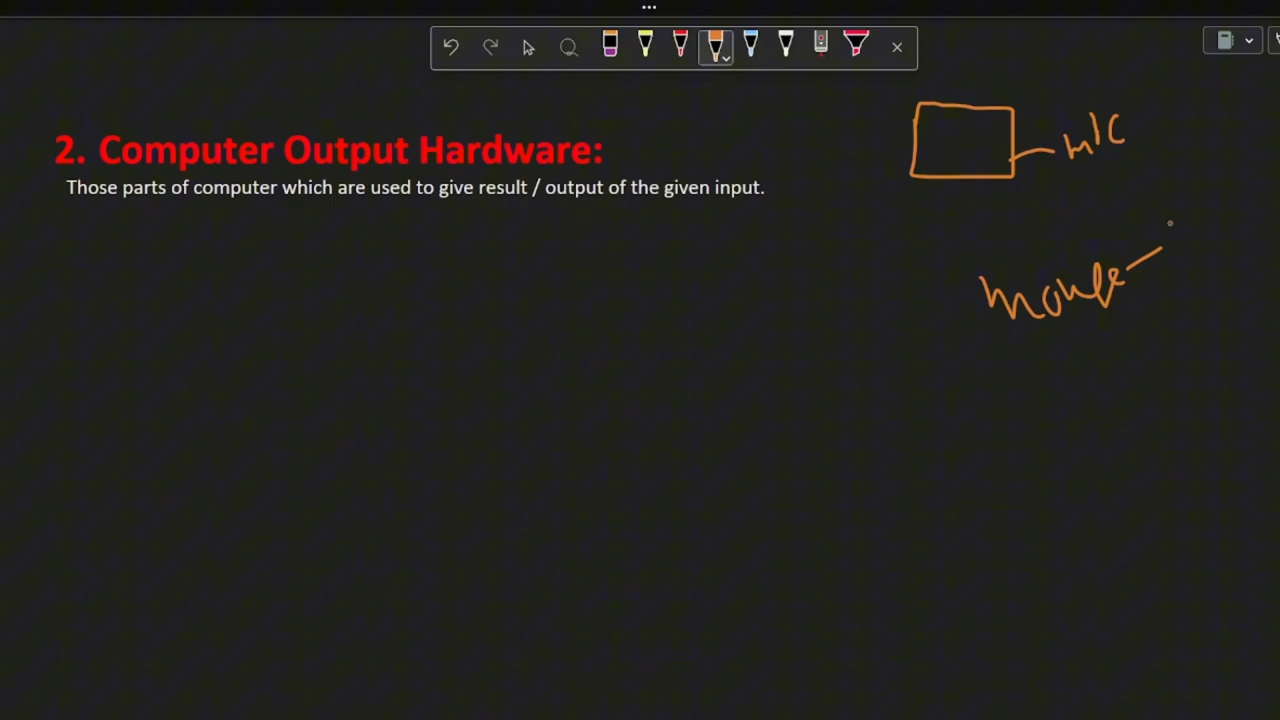 2. Computer Output Hardware:
Those parts of computer which are used to give result / output of the given input.
m/c
mouse